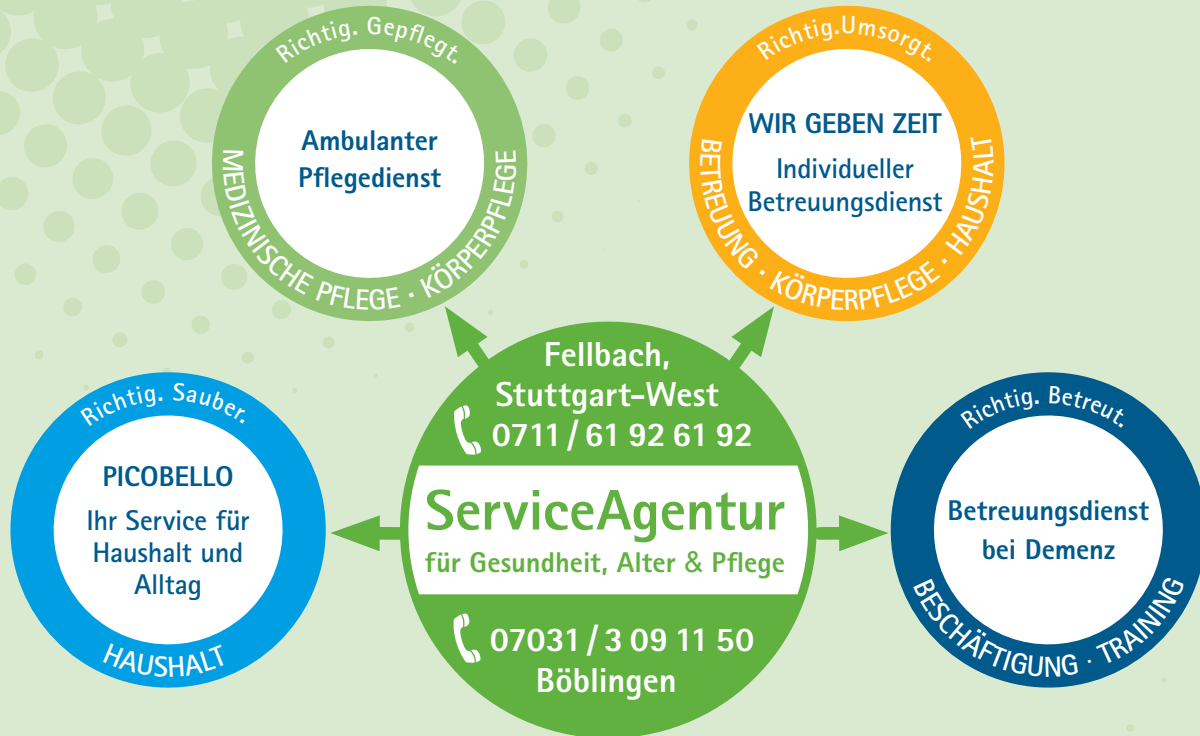 Richtig. Gepflegt.
Ambulanter
Pflegedienst
MEDIZINISCHE PFLEGE · KÖRPERPFLEGE
Richtig.Umsorgt.
WIR GEBEN ZEIT
Individueller
Betreuungsdienst
BETREUUNG · KÖRPERPFLEGE · HAUSHALT
Richtig. Sauber.
PICOBELLO
Ihr Service für
Haushalt und
Alltag
HAUSHALT
Fellbach,
Stuttgart-West
0711 / 61 92 61 92
ServiceAgentur
für Gesundheit, Alter & Pflege
07031 / 3 09 11 50
Böblingen
Richtig. Betreut.
Betreuungsdienst
bei Demenz
BESCHÄFTIGUNG · TRAINING